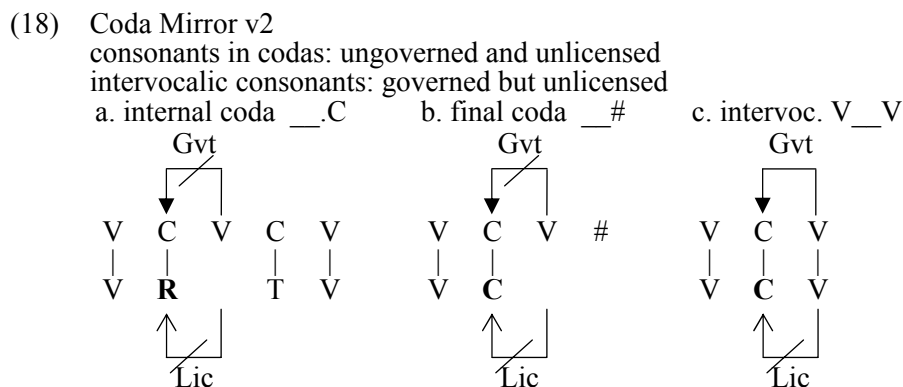 (18) Coda Mirror v2
consonants in codas: ungoverned and unlicensed
intervocalic consonants: governed but unlicensed
a. internal coda __.C b. final coda __# c. intervoc. V__V
Gvt Gvt Gvt
V C V C V V C V # V C V
V R T V V C V C V
Lic Lic Lic